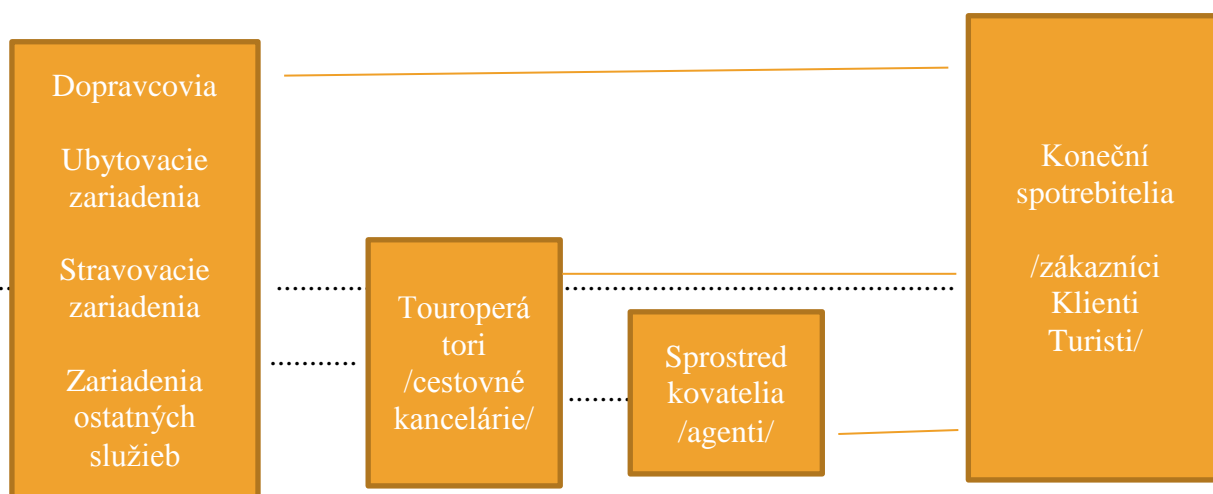 Dopravcovia
Ubytovacie
zariadenia
Stravovacie
zariadenia
Zariadenia
ostatných
služieb
Touroperá
tori
/cestovné
kancelárie/
Sprostred
kovatelia
/agenti/
Koneční
spotrebitelia
/zákazníci
Klienti
Turisti/